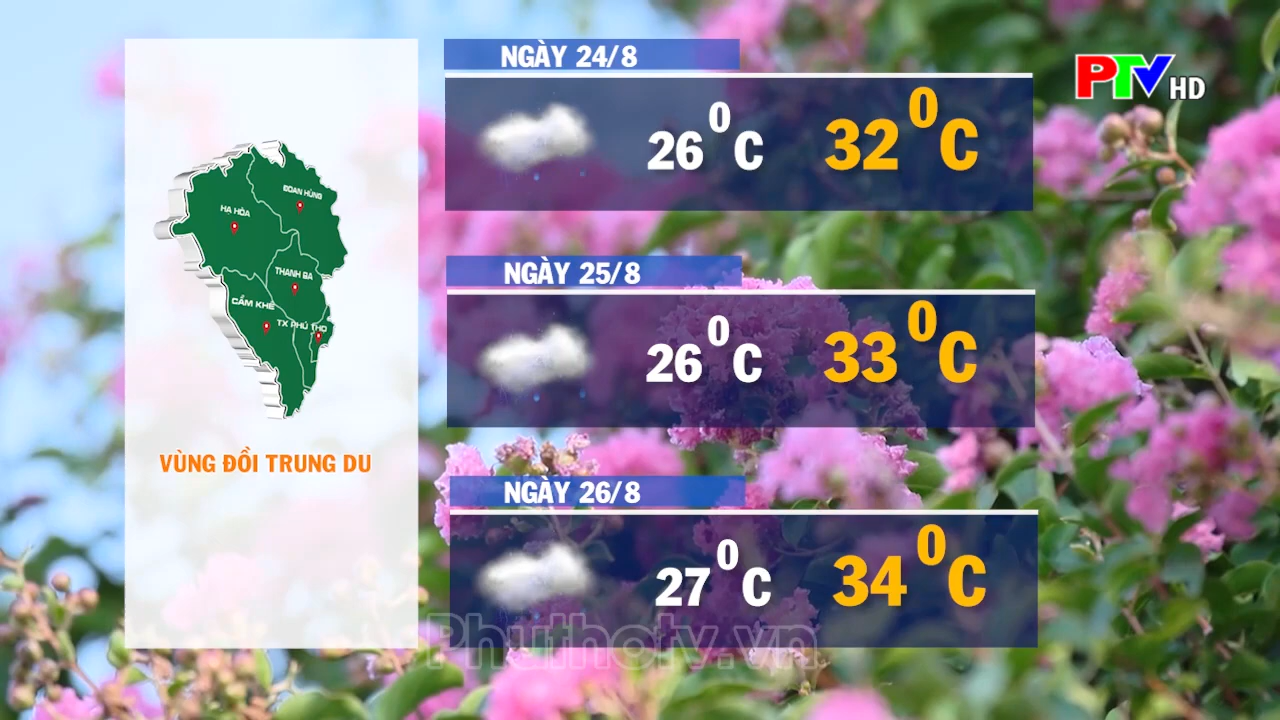 NGÀY 24/8
PTV HD
26⁰C 32⁰C
ĐOAN HÙNG
HẠ HÒA
THANH BA
CẨM KHÊ
TX PHÚ THỌ
VÙNG ĐỒI TRUNG DU
NGÀY 25/8
26⁰C 33⁰C
NGÀY 26/8
27⁰C 34⁰C
Phuthotv.vn